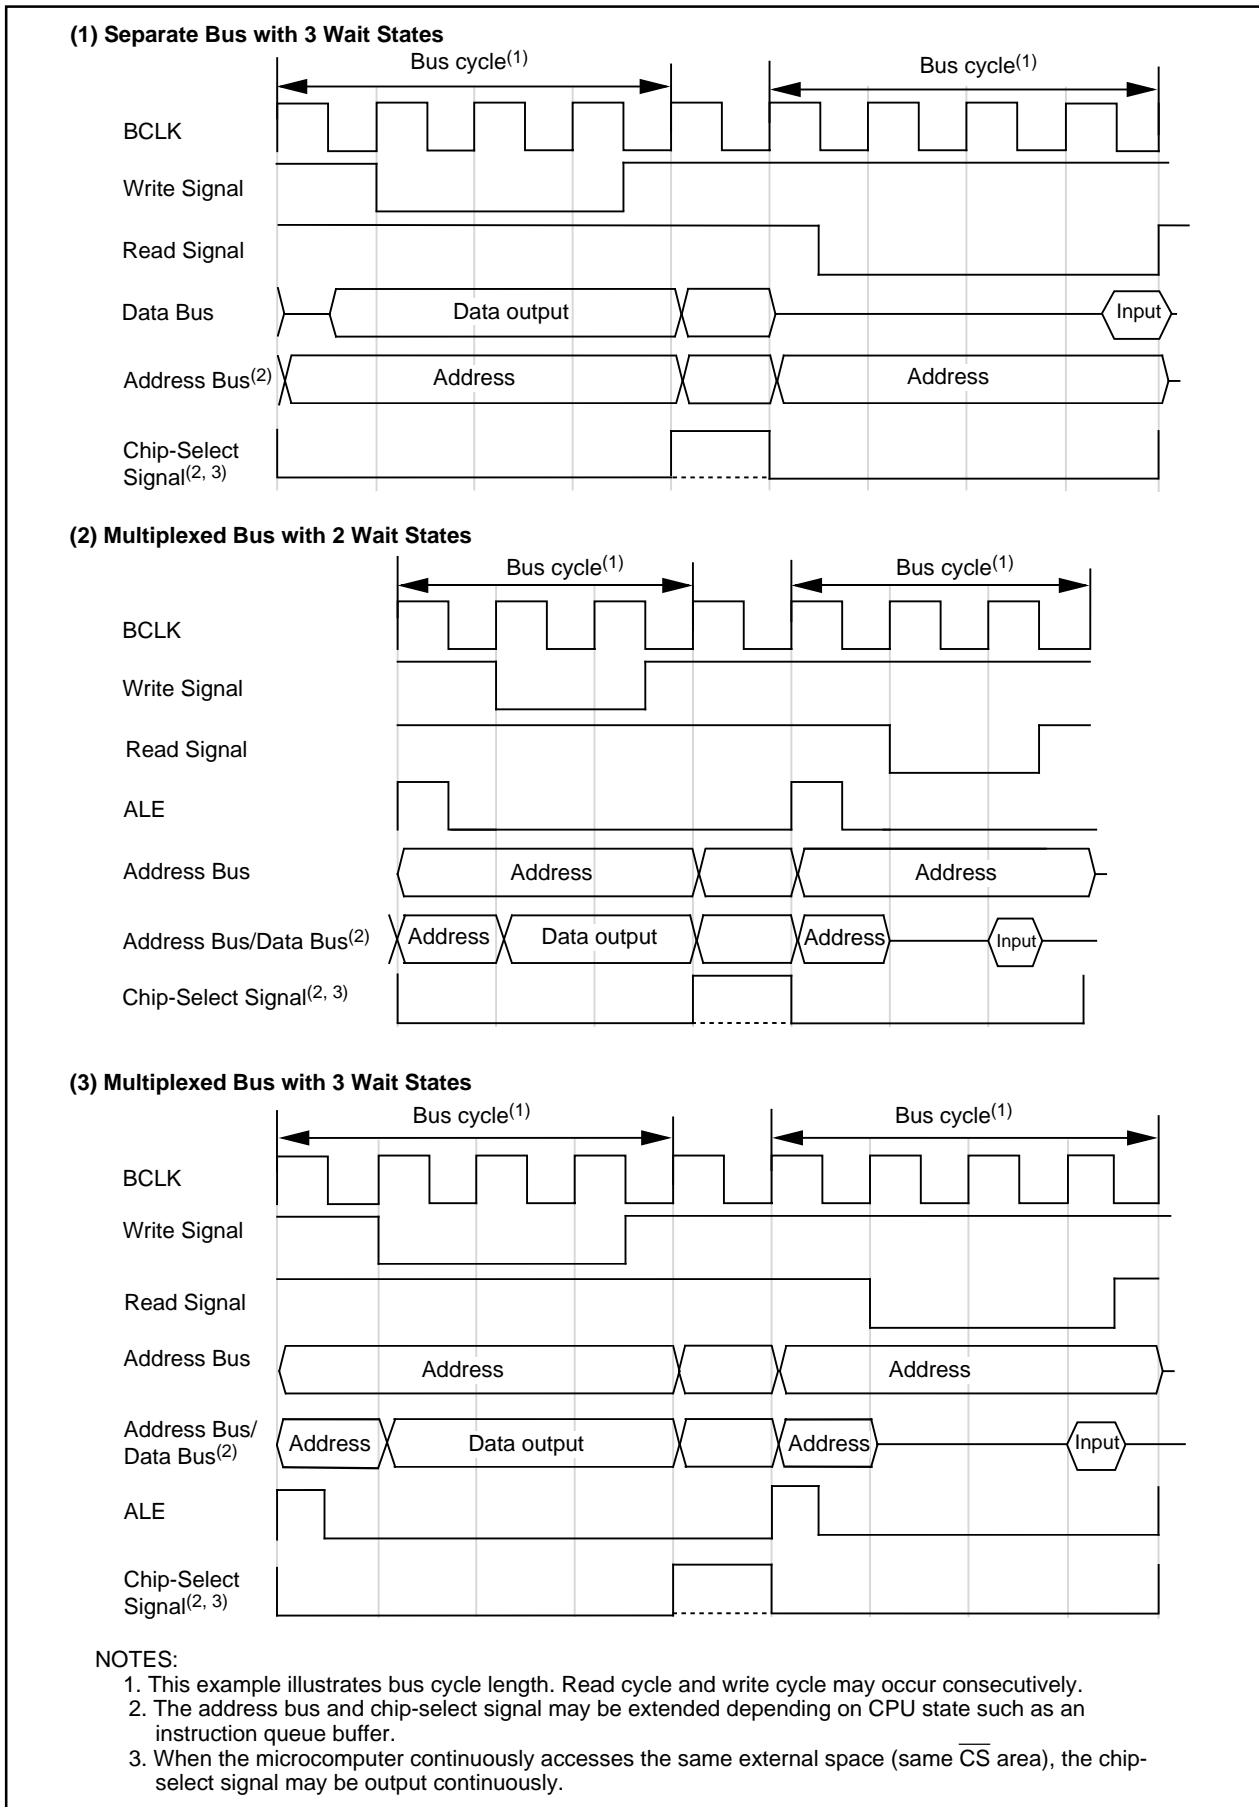 (1) Separate Bus with 3 Wait States
Bus cycle(1)
Bus cycle(1)
BCLK
Write Signal
Read Signal
Data Bus
Data output
Input
Address Bus(2)
Address
Address
Chip-Select
Signal(2, 3)
(2) Multiplexed Bus with 2 Wait States
Bus cycle(1)
Bus cycle(1)
BCLK
Write Signal
Read Signal
ALE
Address Bus
Address
Address
Address Bus/Data Bus(2)
Address
Data output
Address
Input
Chip-Select Signal(2, 3)
(3) Multiplexed Bus with 3 Wait States
Bus cycle(1)
Bus cycle(1)
BCLK
Write Signal
Read Signal
Address Bus
Address
Address
Address Bus/
Data Bus(2)
Address
Data output
Address
Input
ALE
Chip-Select
Signal(2, 3)
NOTES:
1. This example illustrates bus cycle length. Read cycle and write cycle may occur consecutively.
2. The address bus and chip-select signal may be extended depending on CPU state such as an
instruction queue buffer.
3. When the microcomputer continuously accesses the same external space (same C̅S̅ area), the chip-
select signal may be output continuously.